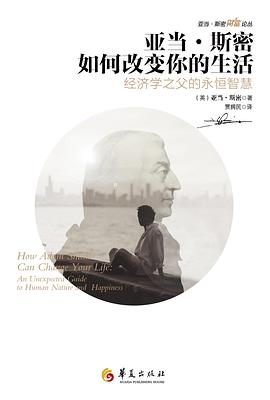 亚当·斯密财富论丛
亚当·斯密
如何改变你的生活
经济学之父的永恒智慧
（英）亚当·斯密 著
贾拥民 译
How Adam Smith
Can Change Your Life:
An Unexpected Guide
to Human Nature and Happiness
华夏出版社
HUAXIA PUBLISHING HOUSE